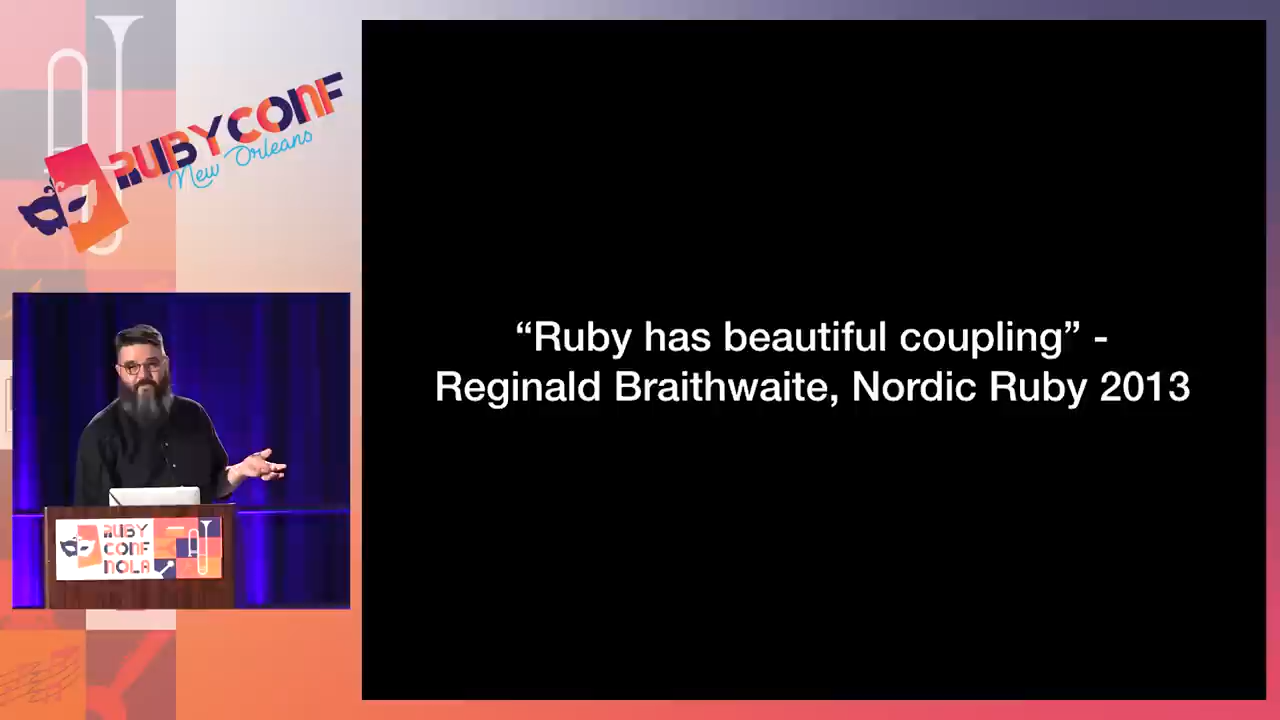 RUBYCONF
New Orleans
“Ruby has beautiful coupling” -
Reginald Braithwaite, Nordic Ruby 2013
RUBY
CONF
NOLA